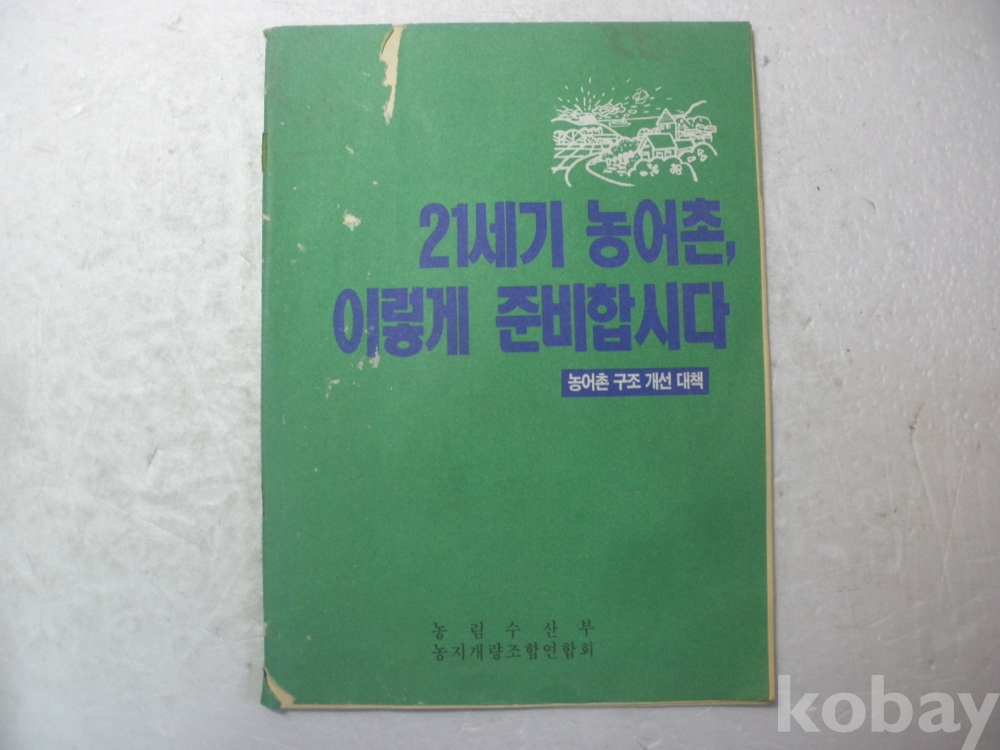 21세기 농어촌,
이렇게 준비합시다
농어촌 구조 개선 대책
농림수산부
농지개량조합연합회
kobay